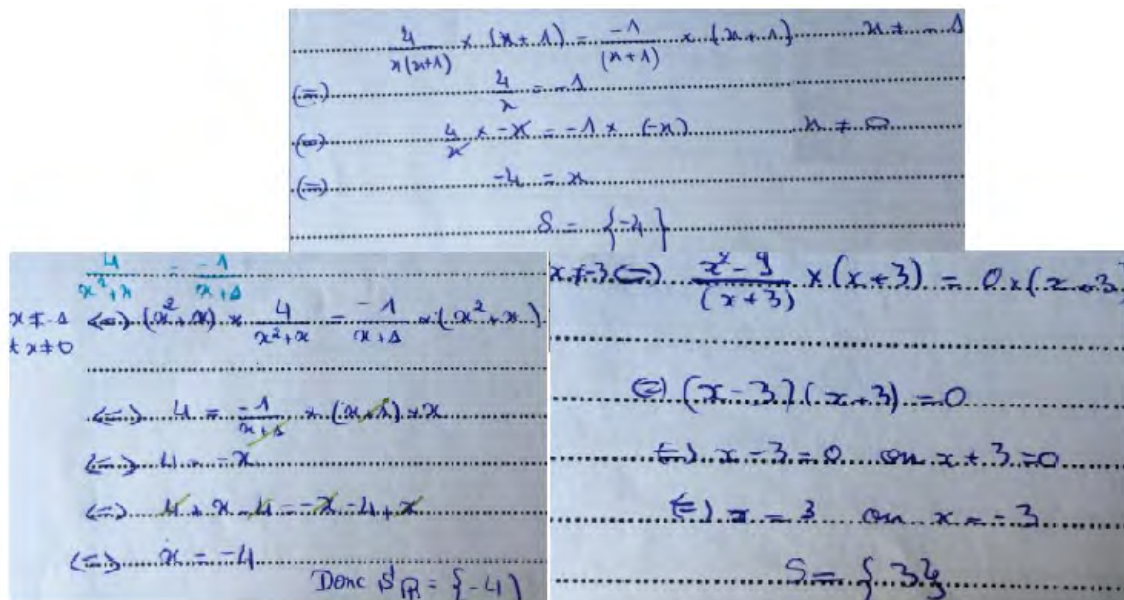 4/x(x+1) × (x+1) = -1/(x+1) × (x+1) x ≠ -1
(=) 4/x = -1
(=) 4/x × -x = -1 × (-x) x ≠ 0
(=) -4 = x
S = {-4}
4/x²+x = -1/x+1
x ≠ -1 <=> (x²+x) × 4/x²+x = -1/x+1 × (x²+x)
t x ≠ 0
<=> 4 = -1/x+1 × (x+1) × x
<=> 4 = -x
<=> 4 + x - 4 = -x - 4 + x
<=> x = -4
Donc Sℝ = {-4}
x ≠ -3 (=) x²-9/(x+3) × (x+3) = 0 × (x+3)
(=) (x-3)(x+3) = 0
(=) x-3 = 0 ou x+3 = 0
(=) x = 3 ou x = -3
S = {3}